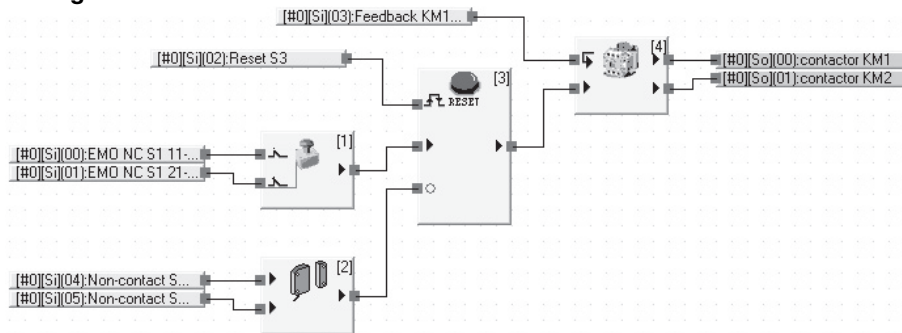 [#0][Si](03):Feedback KM1...
[4]
[#0][Si](02):Reset S3
[#0][So](00):contactor KM1
[#0][So](01):contactor KM2
[3]
RESET
[1]
[#0][Si](00):EMO NC S1 11-...
[#0][Si](01):EMO NC S1 21-...
[2]
[#0][Si](04):Non-contact S...
[#0][Si](05):Non-contact S...